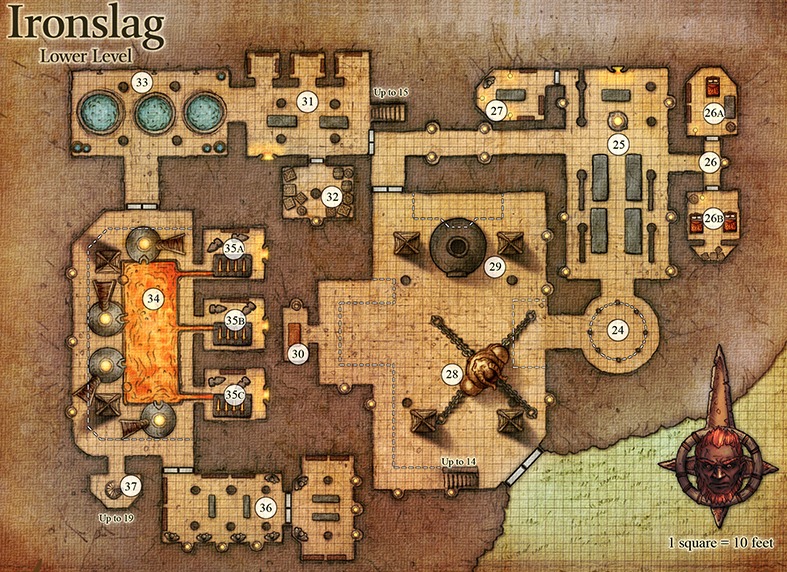 Ironslag
Lower Level
33
31
Up to 15
27
25
26A
26
26B
32
35A
34
29
35B
30
24
28
35C
Up to 14
37
36
Up to 19
1 square = 10 feet